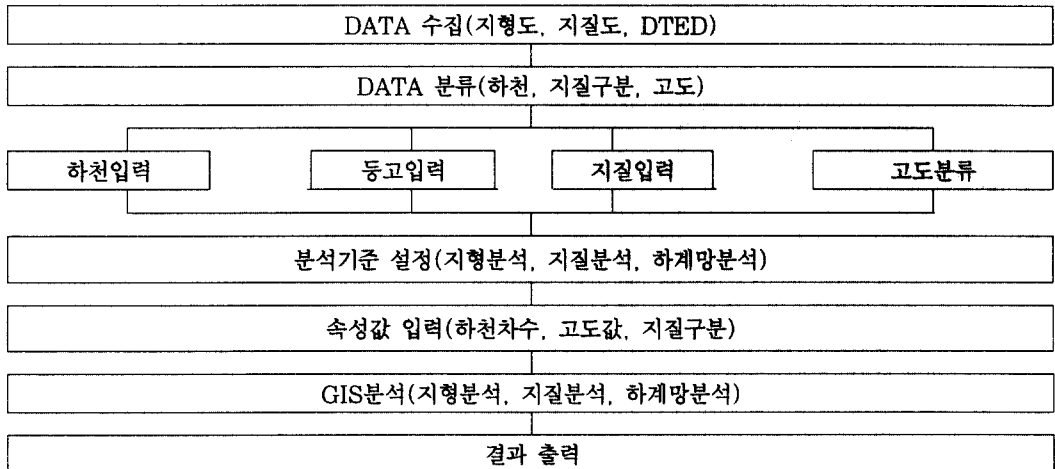 DATA 수집(지형도, 지질도, DTED)
DATA 분류(하천, 지질구분, 고도)
하천입력 등고입력 지질입력 고도분류
분석기준 설정(지형분석, 지질분석, 하계망분석)
속성값 입력(하천차수, 고도값, 지질구분)
GIS분석(지형분석, 지질분석, 하계망분석)
결과 출력